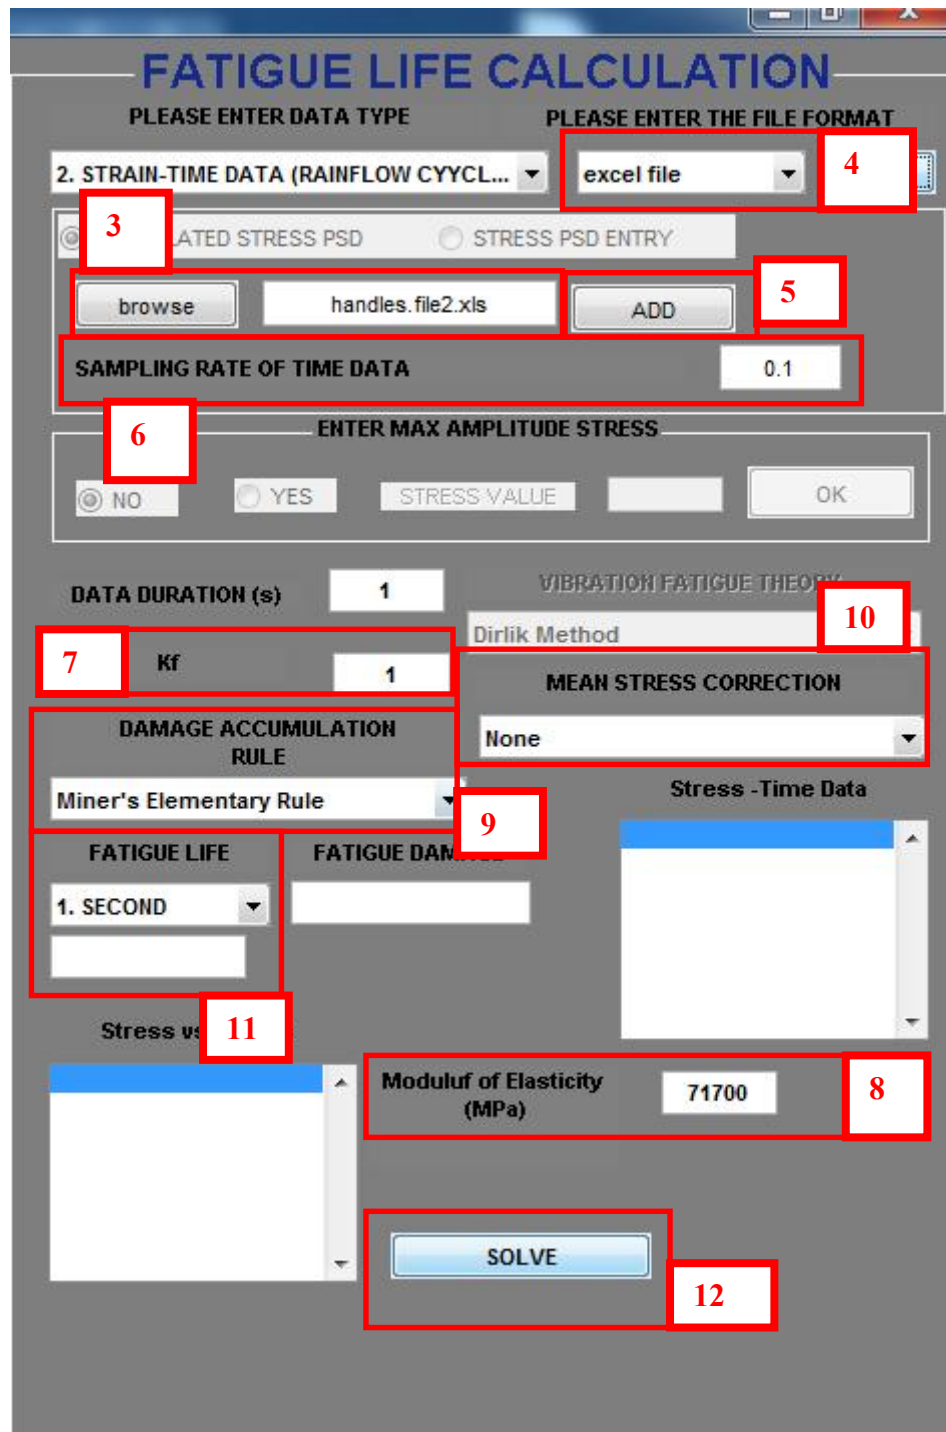 FATIGUE LIFE CALCULATION
PLEASE ENTER DATA TYPE
PLEASE ENTER THE FILE FORMAT
2. STRAIN-TIME DATA (RAINFLOW CYYCL...
excel file
4
3
LATED STRESS PSD
STRESS PSD ENTRY
browse
handles.file2.xls
ADD
5
SAMPLING RATE OF TIME DATA
0.1
6
ENTER MAX AMPLITUDE STRESS
NO
YES
STRESS VALUE
OK
DATA DURATION (s)
1
VIBRATION FATIGUE THEORY
Dirlik Method
10
7
Kf
1
MEAN STRESS CORRECTION
None
DAMAGE ACCUMULATION
RULE
Miner's Elementary Rule
9
Stress -Time Data
FATIGUE LIFE
FATIGUE DAMAGE
1. SECOND
11
Stress vs
Moduluf of Elasticity
(MPa)
71700
8
SOLVE
12